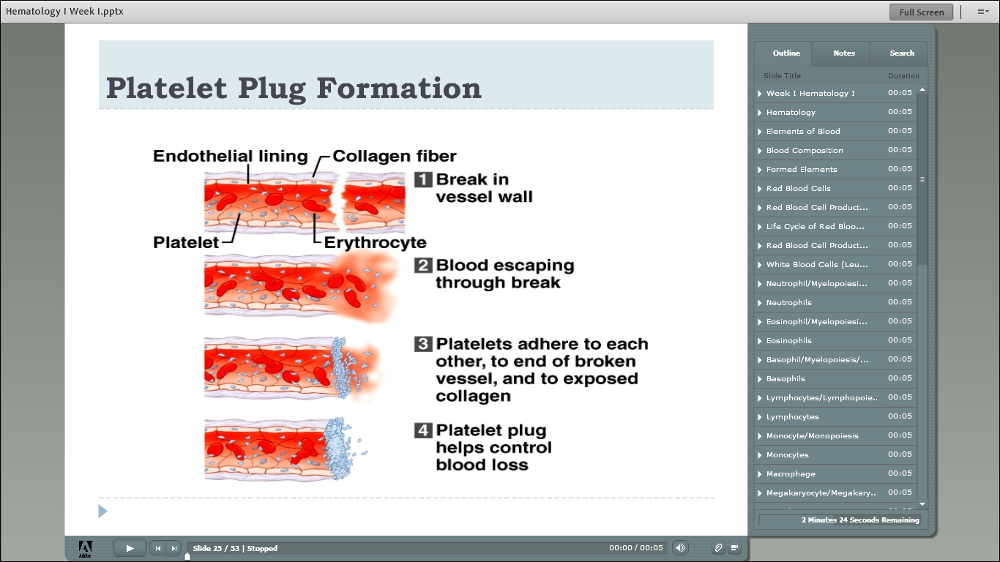 Hematology I Week I.pptx
Full Screen
Platelet Plug Formation
Endothelial lining
Collagen fiber
1 Break in
vessel wall
Platelet
Erythrocyte
2 Blood escaping
through break
3 Platelets adhere to each
other, to end of broken
vessel, and to exposed
collagen
4 Platelet plug
helps control
blood loss
Outline Notes Search
Slide Title Duration
Week I Hematology I 00:05
Hematology 00:05
Elements of Blood 00:05
Blood Composition 00:05
Formed Elements 00:05
Red Blood Cells 00:05
Red Blood Cell Product... 00:05
Life Cycle of Red Bloo... 00:05
Red Blood Cell Product... 00:05
White Blood Cells (Leu... 00:05
Neutrophil/Myelopoiesi... 00:05
Neutrophils 00:05
Eosinophil/Myelopoiesi... 00:05
Eosinophils 00:05
Basophil/Myelopoiesis/... 00:05
Basophils 00:05
Lymphocytes/Lymphopoie.. 00:05
Lymphocytes 00:05
Monocyte/Monopoiesis 00:05
Monocytes 00:05
Macrophage 00:05
Megakaryocyte/Megakary.. 00:05
2 Minutes 24 Seconds Remaining
Adobe
Slide 25 / 53 | Stopped
00:00 / 00:05